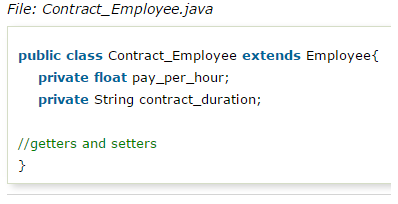 File: Contract_Employee.java
public class Contract_Employee extends Employee{
    private float pay_per_hour;
    private String contract_duration;
//getters and setters
}